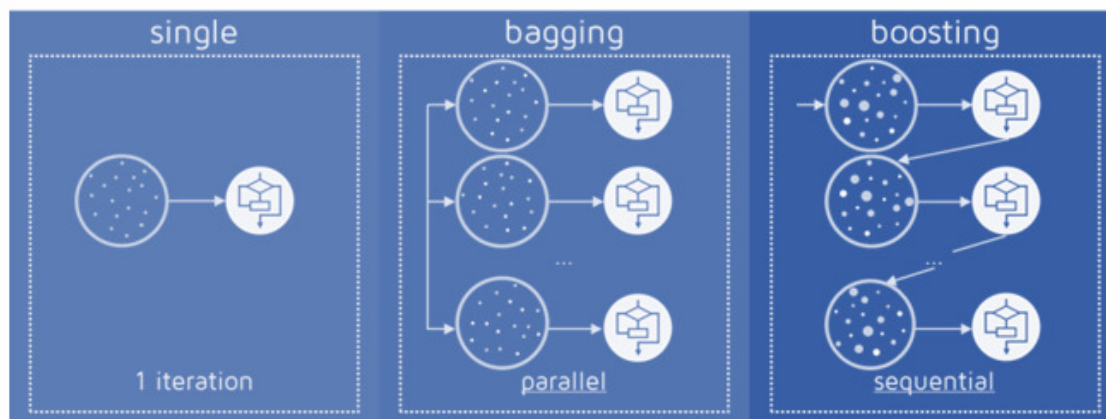 single
bagging
boosting
...
...
1 iteration
parallel
sequential